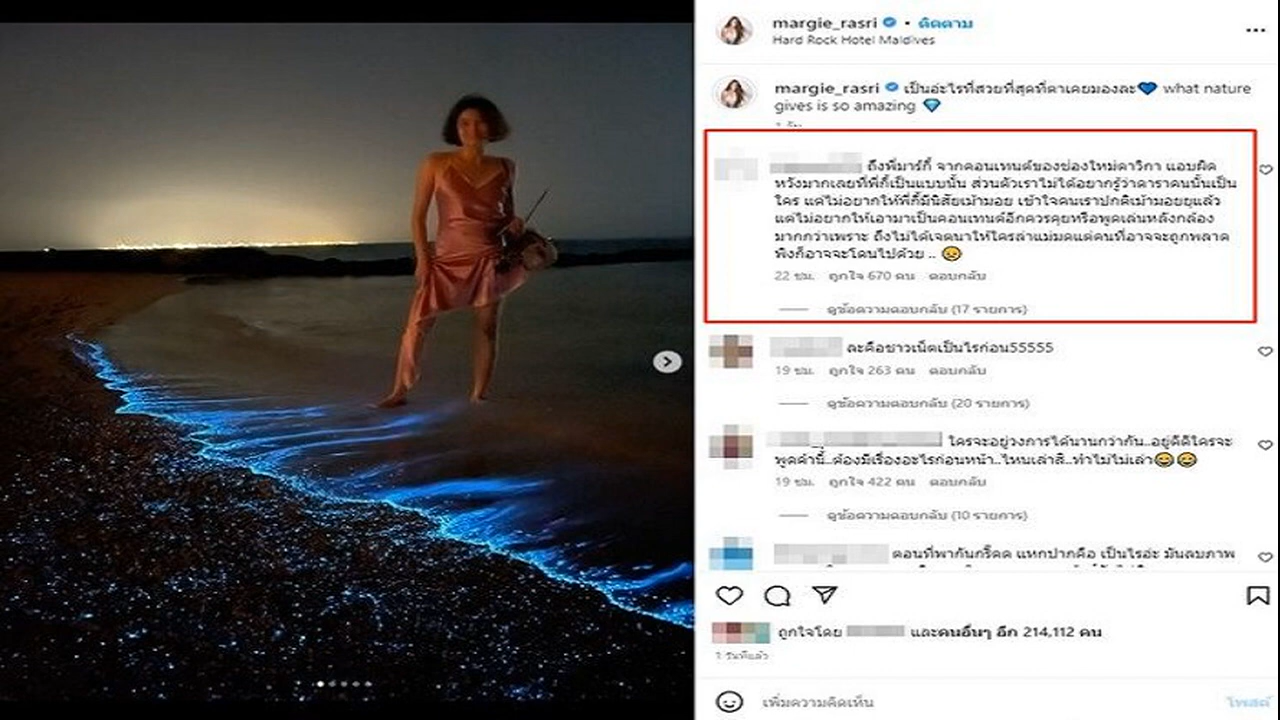 margie_rasri • ติดตาม
Hard Rock Hotel Maldives
margie_rasri เป็นอะไรที่สวยที่สุดที่ตาเคยมองละ💙 what nature
gives is so amazing 💎
1 วัน
ถึงพี่มาร์กี้ จากคอนเทนต์ของช่องใหม่ดาวิกา แอบผิด
หวังมากเลยที่พี่กี้เป็นแบบนั้น ส่วนตัวเราไม่ได้อยากรู้ว่าดาราคนนั้นเป็น
ใคร แต่ไม่อยากให้พี่กี้มีนิสัยเม้ามอย เข้าใจคนเราปกติเม้ามอยยุแล้ว
แต่ไม่อยากให้เอามาเป็นคอนเทนต์อีกควรคุยหรือพูดเล่นหลังกล้อง
มากกว่าเพราะ ถึงไม่ได้เจตนาให้ใครล่าแม่มดแต่คนที่อาจจะถูกพลาด
พิงก็อาจจะโดนไปด้วย .. 😣
22 ชม. ถูกใจ 670 คน ตอบกลับ
ดูข้อความตอบกลับ (17 รายการ)
ละคือชาวเน็ตเป็นไรก่อน55555
19 ชม. ถูกใจ 263 คน ตอบกลับ
ดูข้อความตอบกลับ (20 รายการ)
ใครจะอยู่วงการได้นานกว่ากัน..อยู่ดีดีใครจะ
พูดคำนี้..ต้องมีเรื่องอะไรก่อนหน้า..ไหนเล่าสิ..ทำไมไม่เล่า😂😂
19 ชม. ถูกใจ 422 คน ตอบกลับ
ดูข้อความตอบกลับ (10 รายการ)
ตอนที่พากันกรี๊ดด แหกปากคือ เป็นไรอ่ะ มันลบภาพ
ถูกใจโดย และคนอื่นๆ อีก 214,112 คน
1 วันที่แล้ว
เพิ่มความคิดเห็น
โพสต์